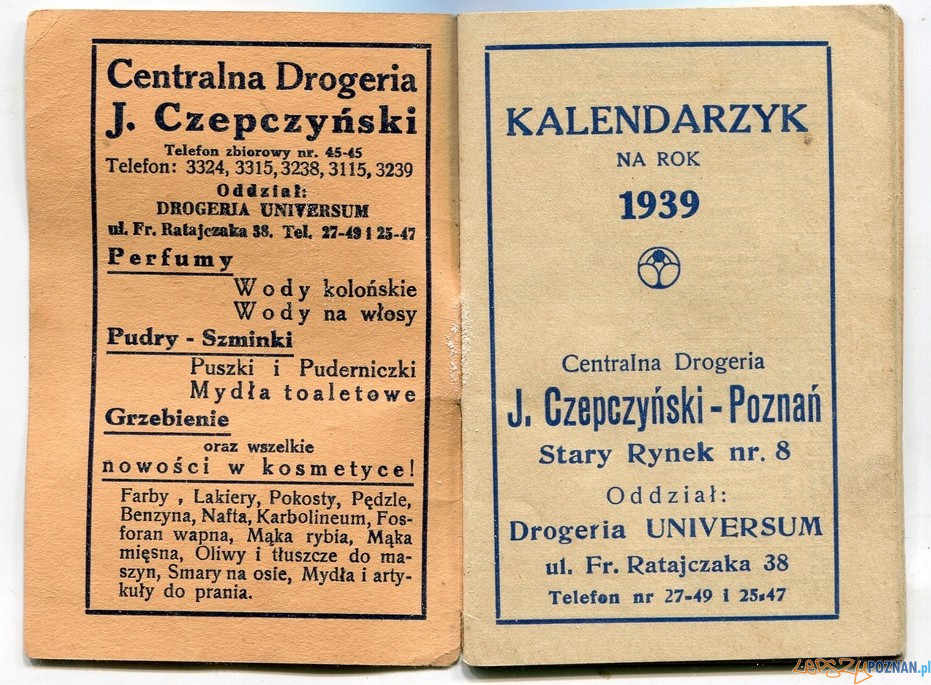 Centralna Drogeria
J. Czepczyński
Telefon zbiorowy nr. 45-45
Telefon: 3324, 3315, 3238, 3115, 3239
Oddział:
DROGERJA UNIVERSUM
ul. Fr. Ratajczaka 38. Tel. 27-49 i 25-47
Perfumy
Wody kolońskie
Wody na włosy
Pudry - Szminki
Puszki i Puderniczki
Mydła toaletowe
Grzebienie
oraz wszelkie
nowości w kosmetyce!
Farby , Lakiery, Pokosty, Pędzle,
Benzyna, Nafta, Karbolineum, Fos-
foran wapna, Mąka rybia, Mąka
mięsna, Oliwy i tłuszcze do ma-
szyn, Smary na osie, Mydła i arty-
kuły do prania.
KALENDARZYK
NA ROK
1939
Centralna Drogeria
J. Czepczyński - Poznań
Stary Rynek nr. 8
Oddział:
Drogeria UNIVERSUM
ul. Fr. Ratajczaka 38
Telefon nr 27-49 i 25-47
LepszyPOZNAN.pl